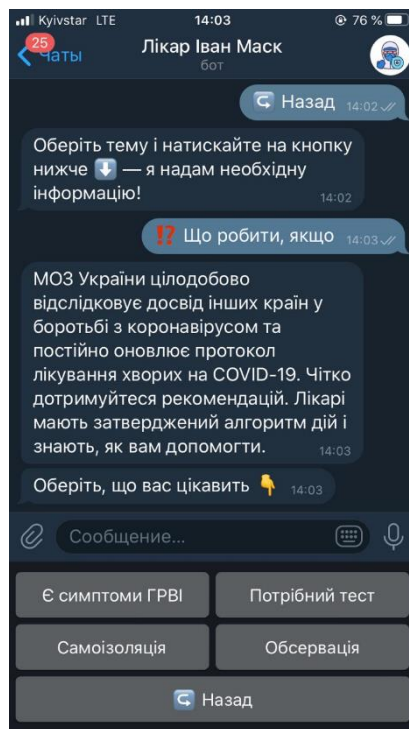 Kyivstar LTE 14:03 76 %
25
Чаты
Лікар Іван Маск
бот
Назад 14:02
Оберіть тему і натискайте на кнопку
нижче ⬇️ — я надам необхідну
інформацію! 14:02
⁉️ Що робити, якщо 14:03
МОЗ України цілодобово
відслідковує досвід інших країн у
боротьбі з коронавірусом та
постійно оновлює протокол
лікування хворих на COVID-19. Чітко
дотримуйтеся рекомендацій. Лікарі
мають затверджений алгоритм дій і
знають, як вам допомогти. 14:03
Оберіть, що вас цікавить 👇 14:03
Сообщение...
Є симптоми ГРВІ
Потрібний тест
Самоізоляція
Обсервація
Назад